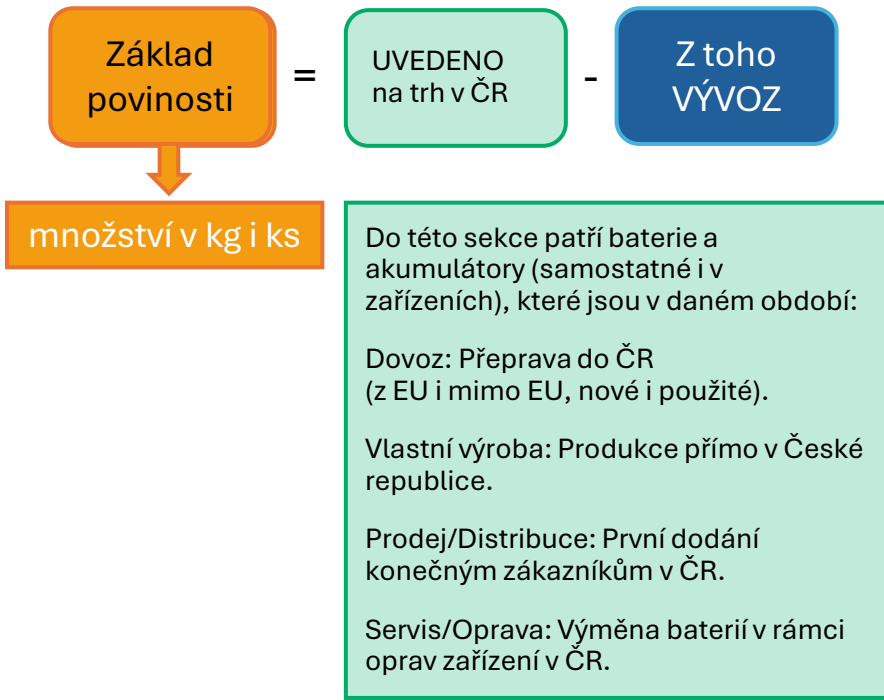 Základ
povinosti
=
UVEDENO
na trh v ČR
-
Z toho
VÝVOZ
množství v kg i ks
Do této sekce patří baterie a
akumulátory (samostatné i v
zařízeních), které jsou v daném období:
Dovoz: Přeprava do ČR
(z EU i mimo EU, nové i použité).
Vlastní výroba: Produkce přímo v České
republice.
Prodej/Distribuce: První dodání
konečným zákazníkům v ČR.
Servis/Oprava: Výměna baterií v rámci
oprav zařízení v ČR.